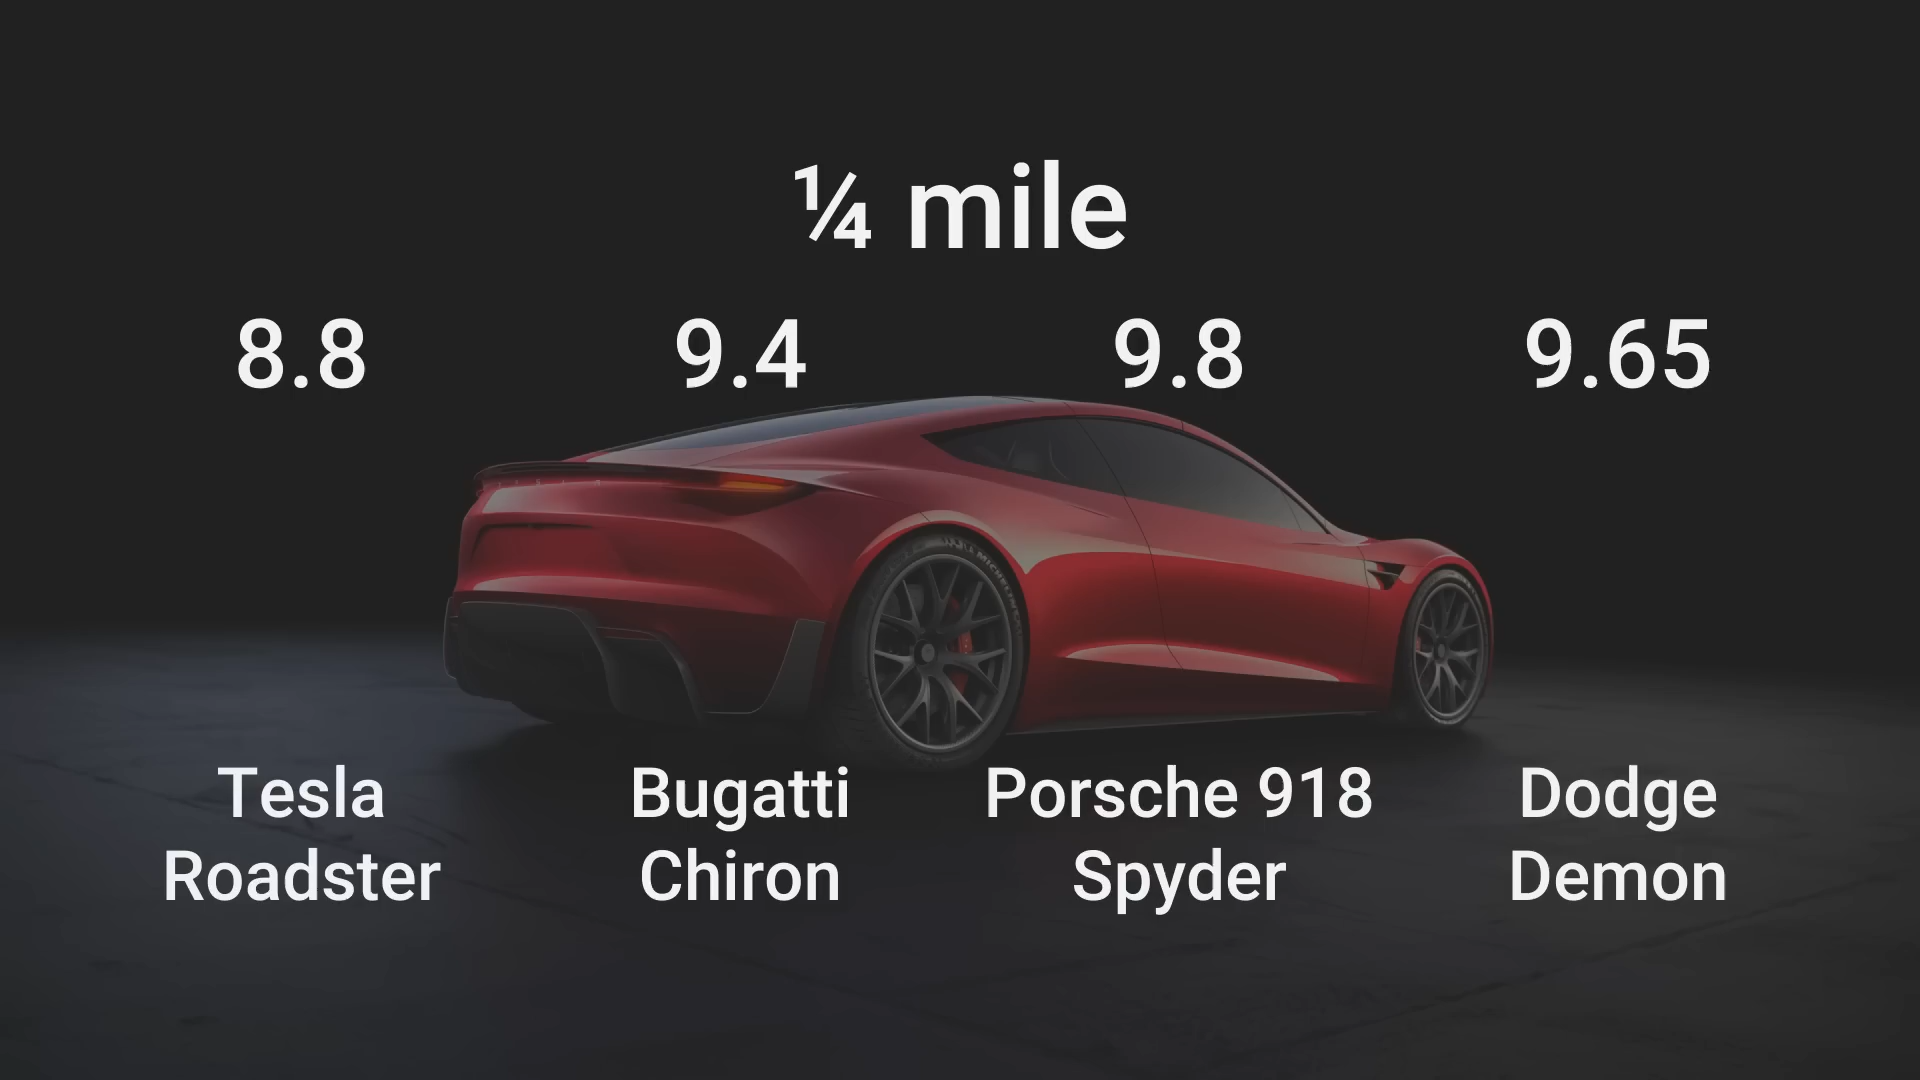 ¼ mile
8.8 9.4 9.8 9.65
Tesla Bugatti Porsche 918 Dodge
Roadster Chiron Spyder Demon
MICHELIN